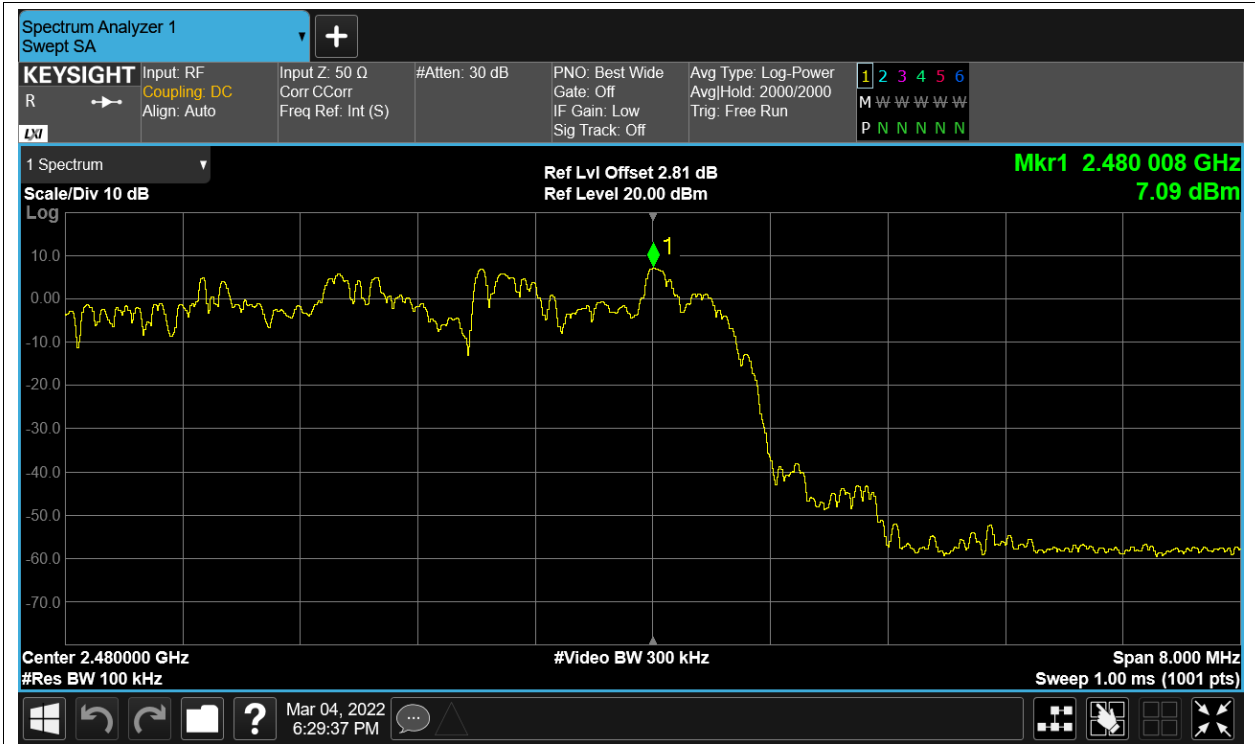 Spectrum Analyzer 1
Swept SA
KEYSIGHT
R
LXI
Input: RF
Coupling: DC
Align: Auto
Input Z: 50 Ω
Corr CCorr
Freq Ref: Int (S)
#Atten: 30 dB
PNO: Best Wide
Gate: Off
IF Gain: Low
Sig Track: Off
Avg Type: Log-Power
Avg|Hold: 2000/2000
Trig: Free Run
1 2 3 4 5 6
M W W W W W
P N N N N N
1 Spectrum
Scale/Div 10 dB
Log
Ref Lvl Offset 2.81 dB
Ref Level 20.00 dBm
Mkr1 2.480 008 GHz
7.09 dBm
1
10.0
0.00
-10.0
-20.0
-30.0
-40.0
-50.0
-60.0
-70.0
Center 2.480000 GHz
#Res BW 100 kHz
#Video BW 300 kHz
Span 8.000 MHz
Sweep 1.00 ms (1001 pts)
?
Mar 04, 2022
6:29:37 PM